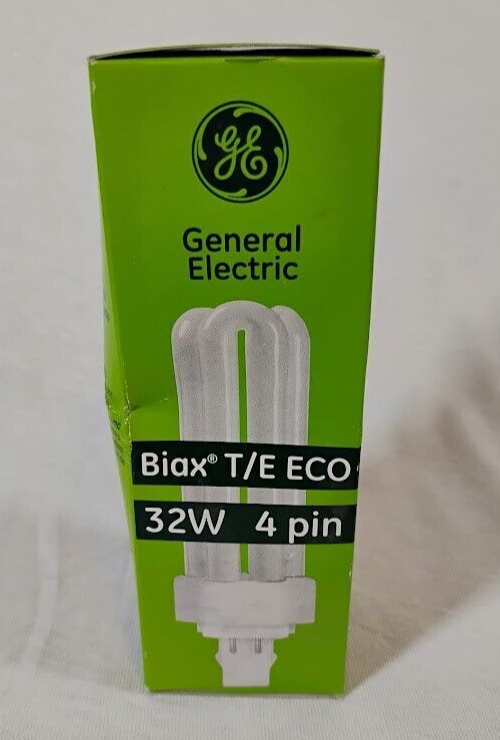 GE
General
Electric
Biax® T/E ECO
32W 4 pin